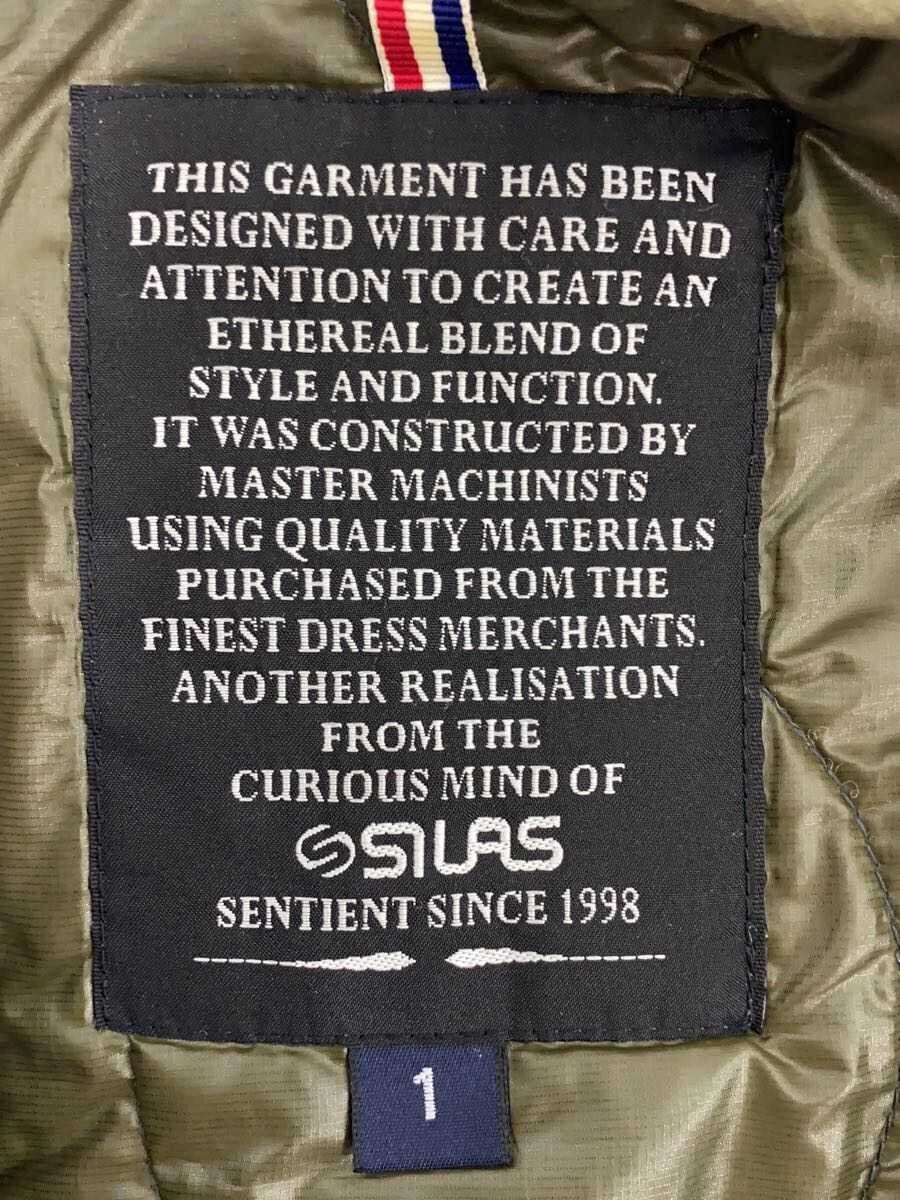 THIS GARMENT HAS BEEN
DESIGNED WITH CARE AND
ATTENTION TO CREATE AN
ETHEREAL BLEND OF
STYLE AND FUNCTION.
IT WAS CONSTRUCTED BY
MASTER MACHINISTS
USING QUALITY MATERIALS
PURCHASED FROM THE
FINEST DRESS MERCHANTS.
ANOTHER REALISATION
FROM THE
CURIOUS MIND OF
SILAS
SENTIENT SINCE 1998
1